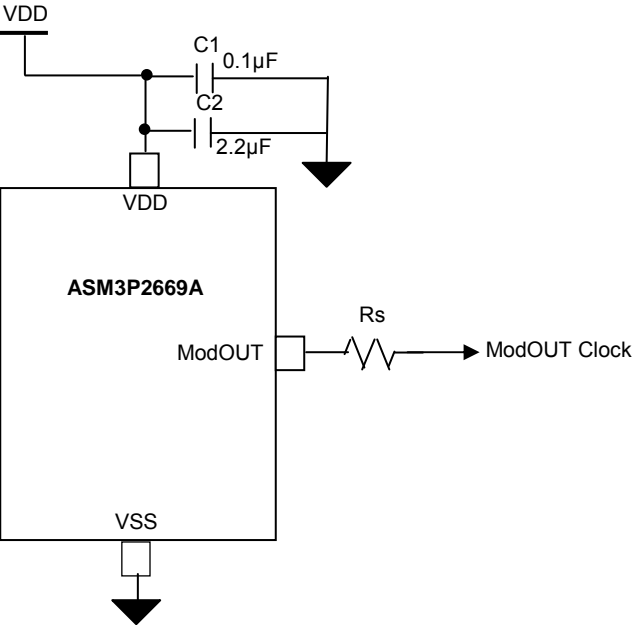 VDD
C1
0.1µF
C2
2.2µF
VDD
ASM3P2669A
Rs
ModOUT
ModOUT Clock
VSS